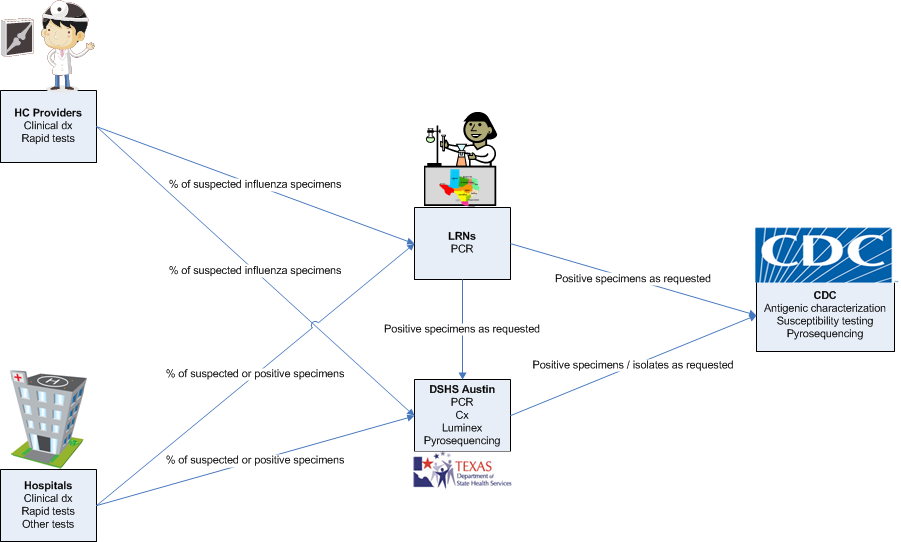 HC Providers
Clinical dx
Rapid tests
% of suspected influenza specimens
LRNs
PCR
CDC
% of suspected influenza specimens
Positive specimens as requested
CDC
Antigenic characterization
Susceptibility testing
Pyrosequencing
Positive specimens as requested
% of suspected or positive specimens
Positive specimens / isolates as requested
H
DSHS Austin
PCR
Cx
Luminex
Pyrosequencing
% of suspected or positive specimens
TEXAS
Department of
State Health Services
Hospitals
Clinical dx
Rapid tests
Other tests